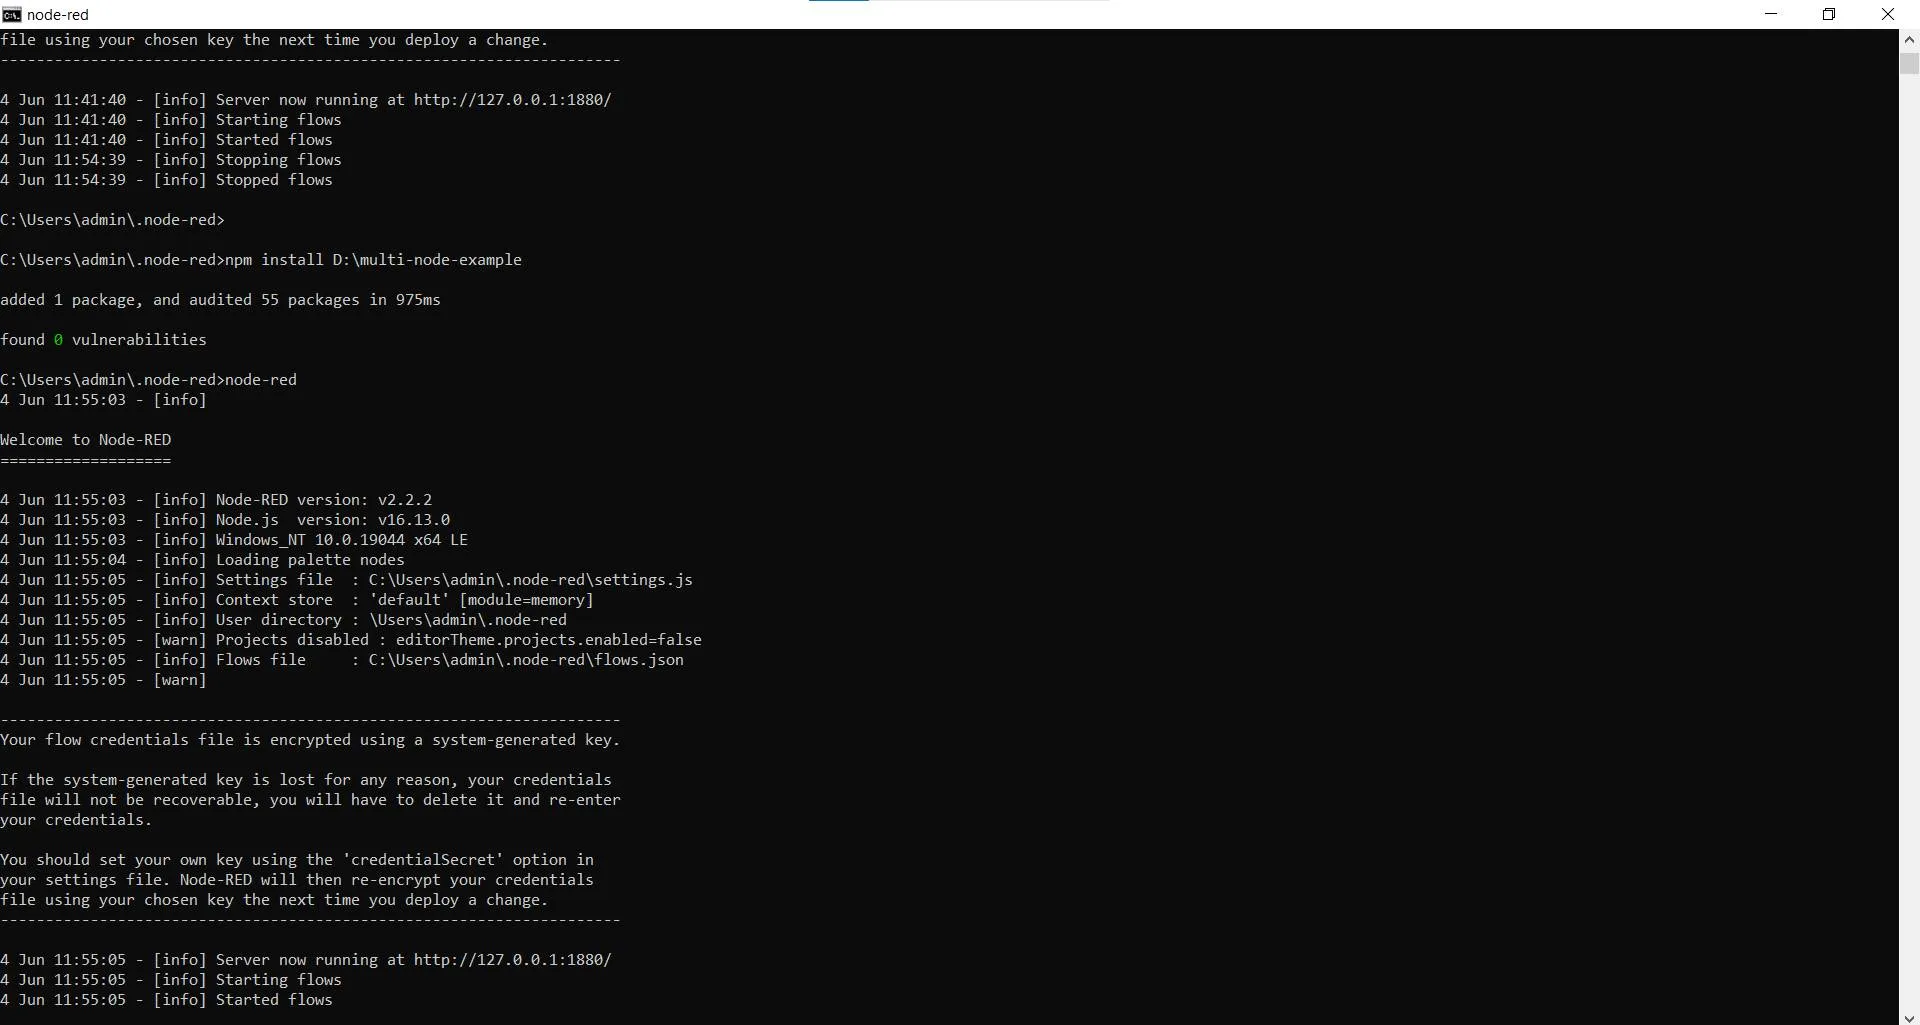 node-red
file using your chosen key the next time you deploy a change.
---------------------------------------------------------------------
4 Jun 11:41:40 - [info] Server now running at http://127.0.0.1:1880/
4 Jun 11:41:40 - [info] Starting flows
4 Jun 11:41:40 - [info] Started flows
4 Jun 11:54:39 - [info] Stopping flows
4 Jun 11:54:39 - [info] Stopped flows
C:\Users\admin\.node-red>
C:\Users\admin\.node-red>npm install D:\multi-node-example
added 1 package, and audited 55 packages in 975ms
found 0 vulnerabilities
C:\Users\admin\.node-red>node-red
4 Jun 11:55:03 - [info]
Welcome to Node-RED
===================
4 Jun 11:55:03 - [info] Node-RED version: v2.2.2
4 Jun 11:55:03 - [info] Node.js  version: v16.13.0
4 Jun 11:55:03 - [info] Windows_NT 10.0.19044 x64 LE
4 Jun 11:55:04 - [info] Loading palette nodes
4 Jun 11:55:05 - [info] Settings file  : C:\Users\admin\.node-red\settings.js
4 Jun 11:55:05 - [info] Context store  : 'default' [module=memory]
4 Jun 11:55:05 - [info] User directory : \Users\admin\.node-red
4 Jun 11:55:05 - [warn] Projects disabled : editorTheme.projects.enabled=false
4 Jun 11:55:05 - [info] Flows file     : C:\Users\admin\.node-red\flows.json
4 Jun 11:55:05 - [warn]
---------------------------------------------------------------------
Your flow credentials file is encrypted using a system-generated key.
If the system-generated key is lost for any reason, your credentials
file will not be recoverable, you will have to delete it and re-enter
your credentials.
You should set your own key using the 'credentialSecret' option in
your settings file. Node-RED will then re-encrypt your credentials
file using your chosen key the next time you deploy a change.
---------------------------------------------------------------------
4 Jun 11:55:05 - [info] Server now running at http://127.0.0.1:1880/
4 Jun 11:55:05 - [info] Starting flows
4 Jun 11:55:05 - [info] Started flows